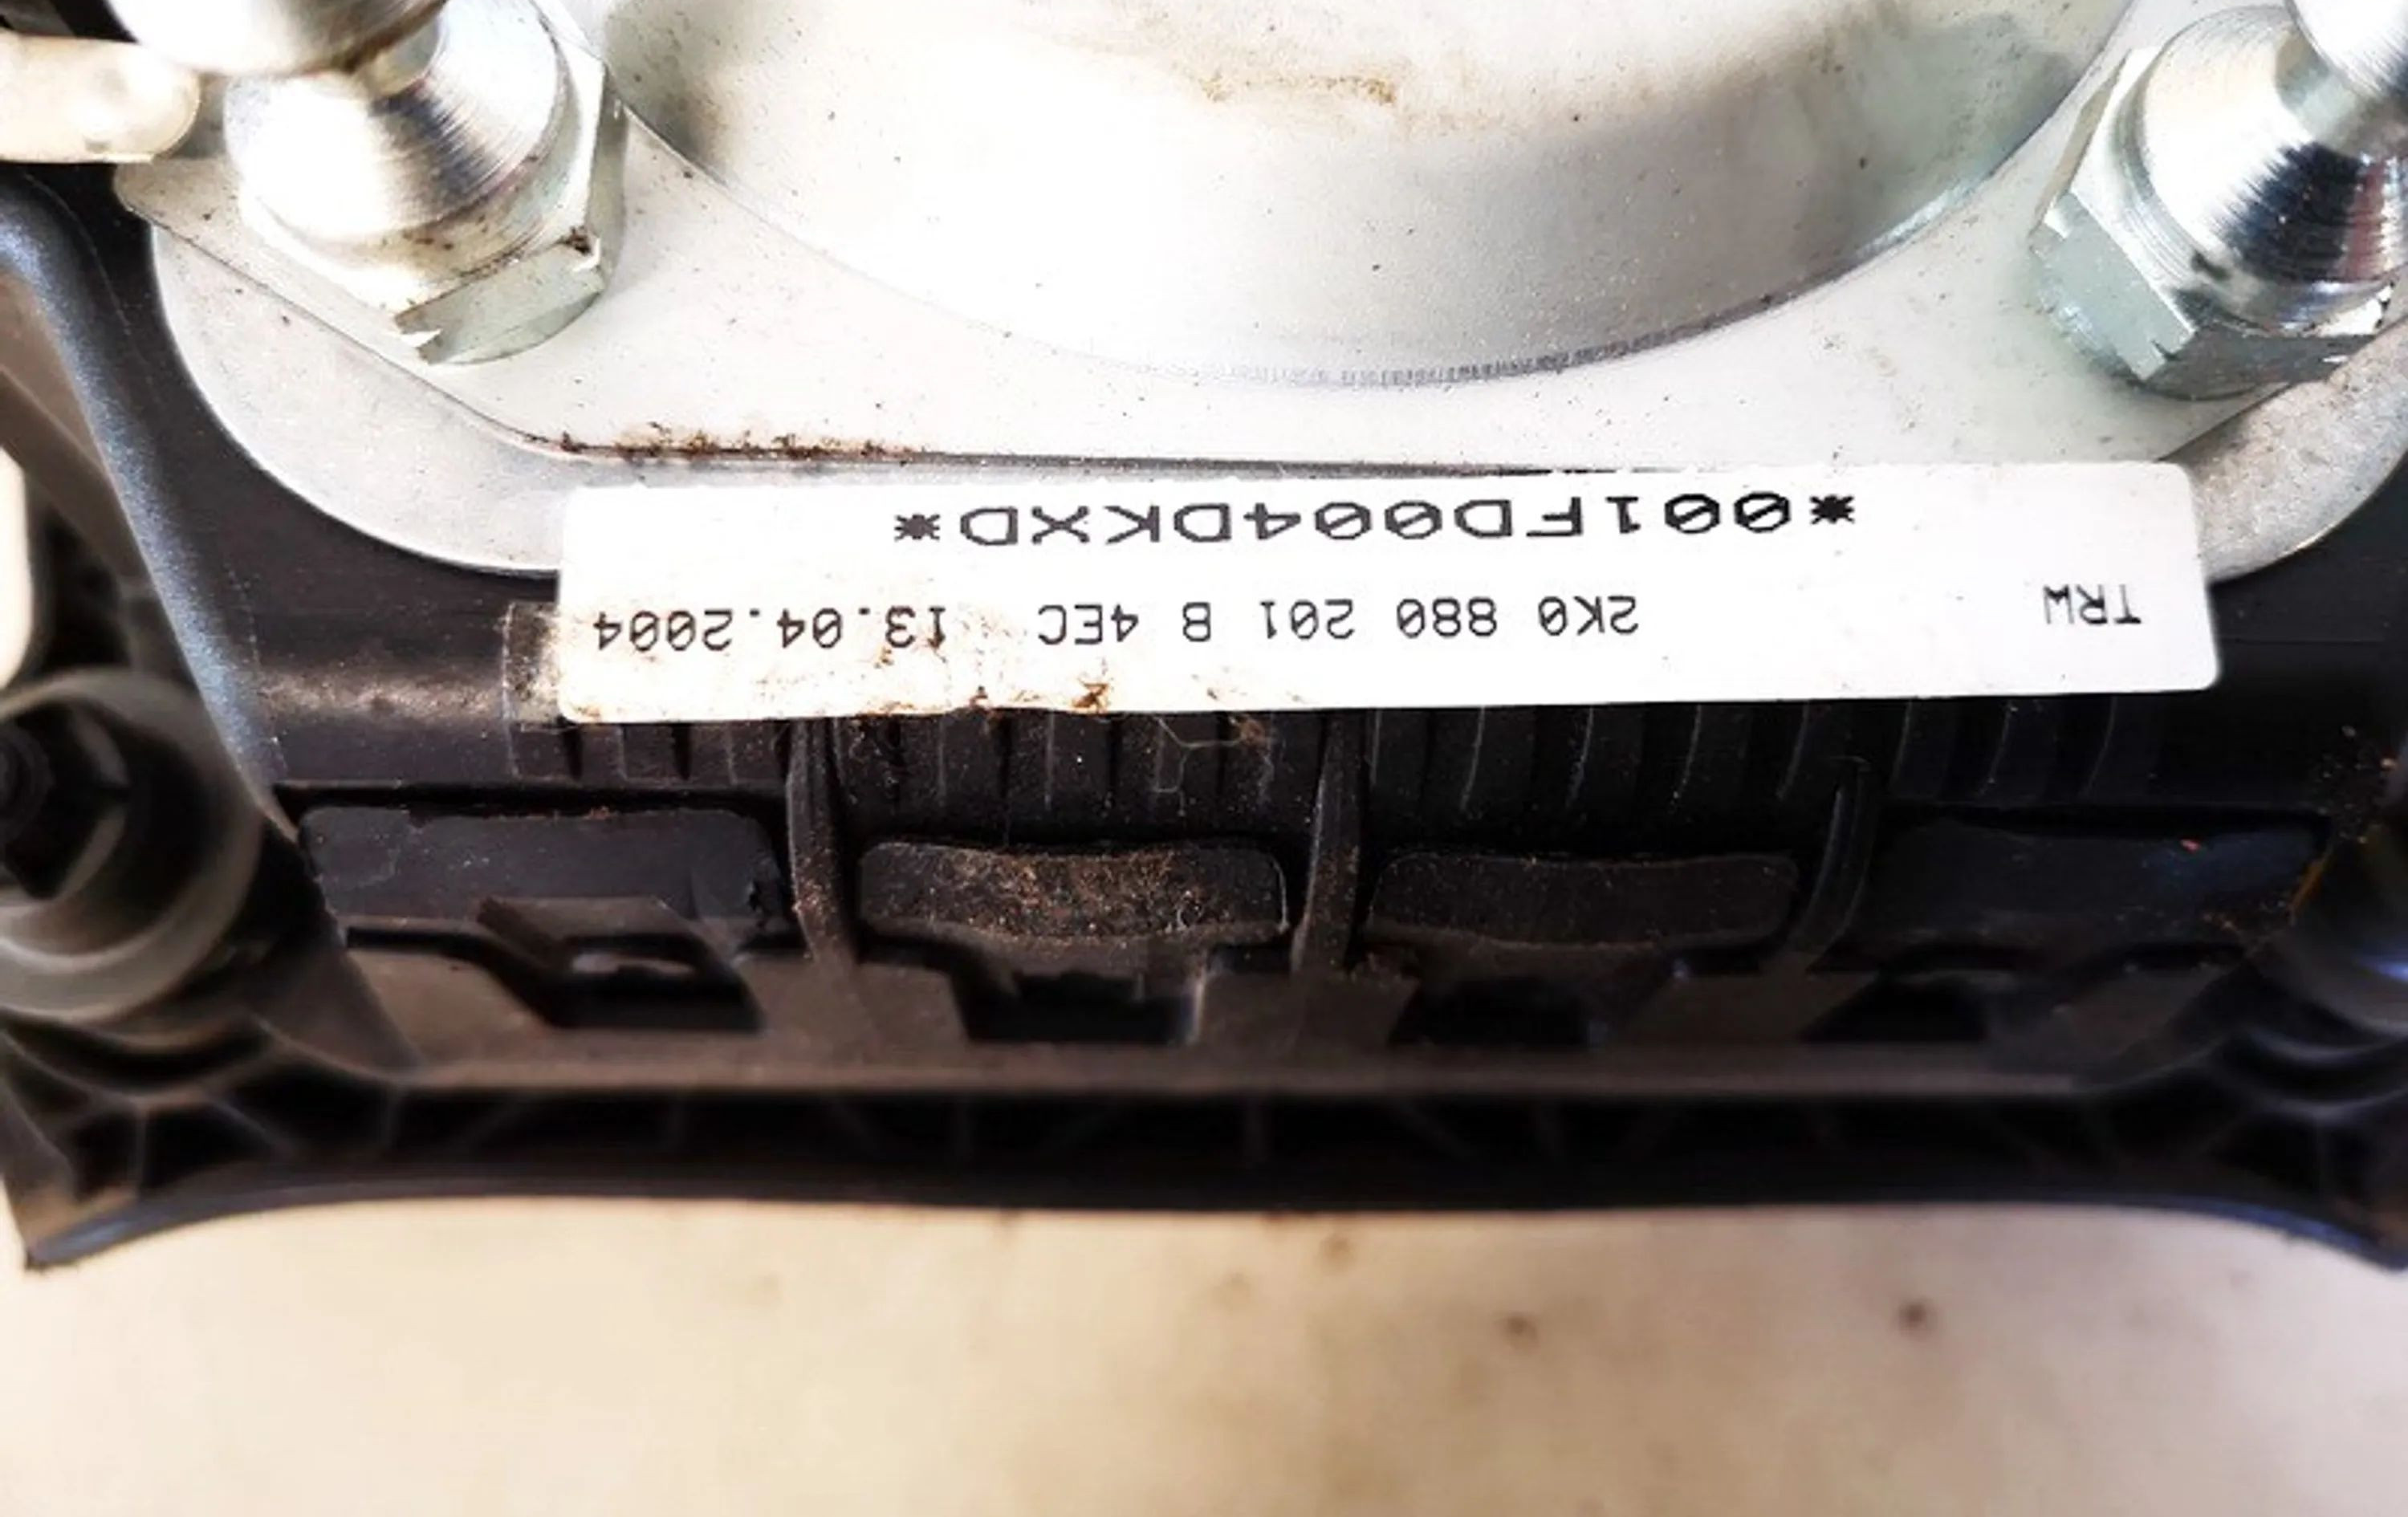 TRW 2K0 880 201 B 4EC 13.04.2004
*001FD004DKXD*